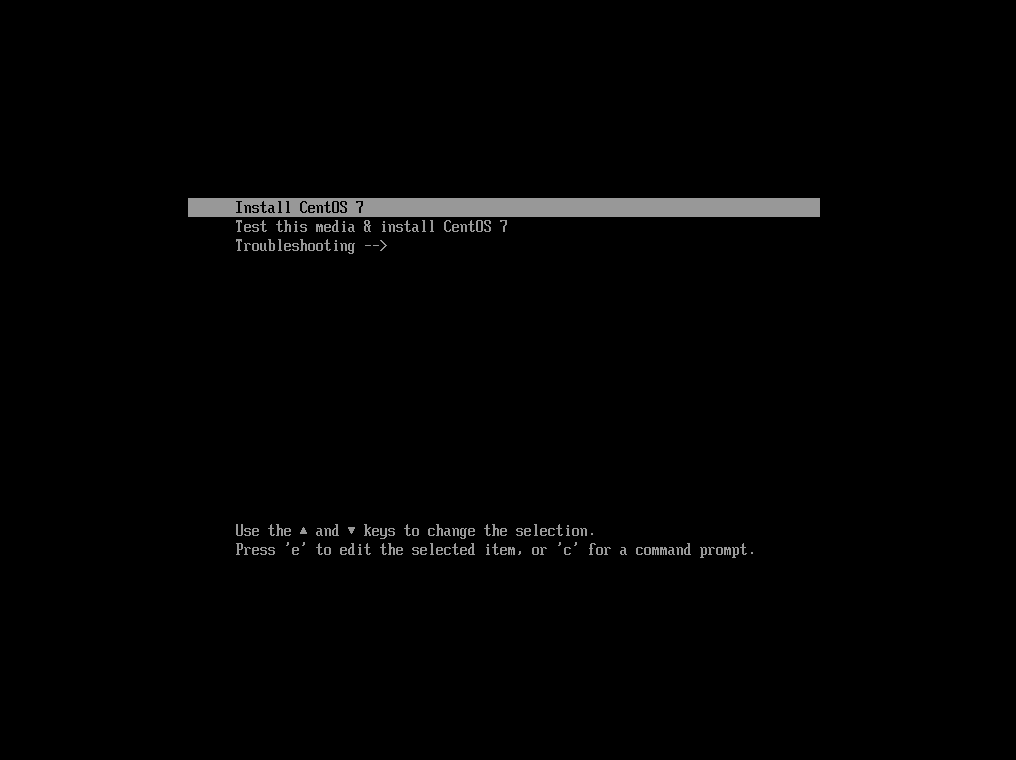 Install CentOS 7
Test this media & install CentOS 7
Troubleshooting -->
Use the ▲ and ▼ keys to change the selection.
Press 'e' to edit the selected item, or 'c' for a command prompt.